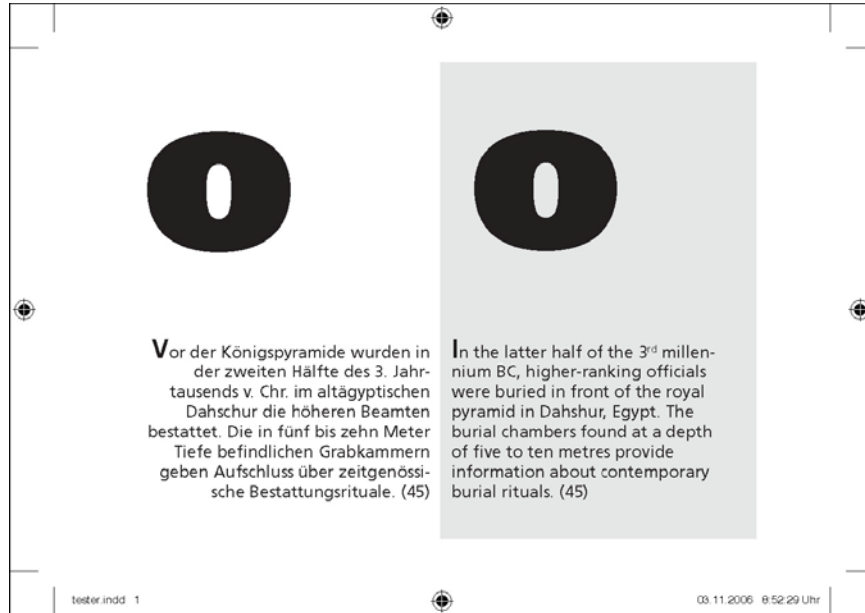 o
Vor der Königspyramide wurden in
der zweiten Hälfte des 3. Jahr-
tausends v. Chr. im altägyptischen
Dahschur die höheren Beamten
bestattet. Die in fünf bis zehn Meter
Tiefe befindlichen Grabkammern
geben Aufschluss über zeitgenössi-
sche Bestattungsrituale. (45)
o
In the latter half of the 3rd millen-
nium BC, higher-ranking officials
were buried in front of the royal
pyramid in Dahshur, Egypt. The
burial chambers found at a depth
of five to ten metres provide
information about contemporary
burial rituals. (45)
tester.indd 1
03.11.2006 8:52:29 Uhr